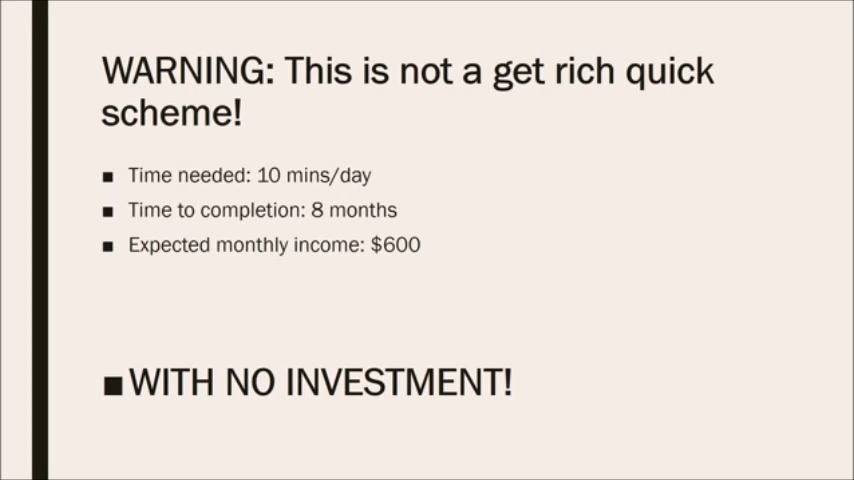 WARNING: This is not a get rich quick
scheme!
■ Time needed: 10 mins/day
■ Time to completion: 8 months
■ Expected monthly income: $600
■ WITH NO INVESTMENT!